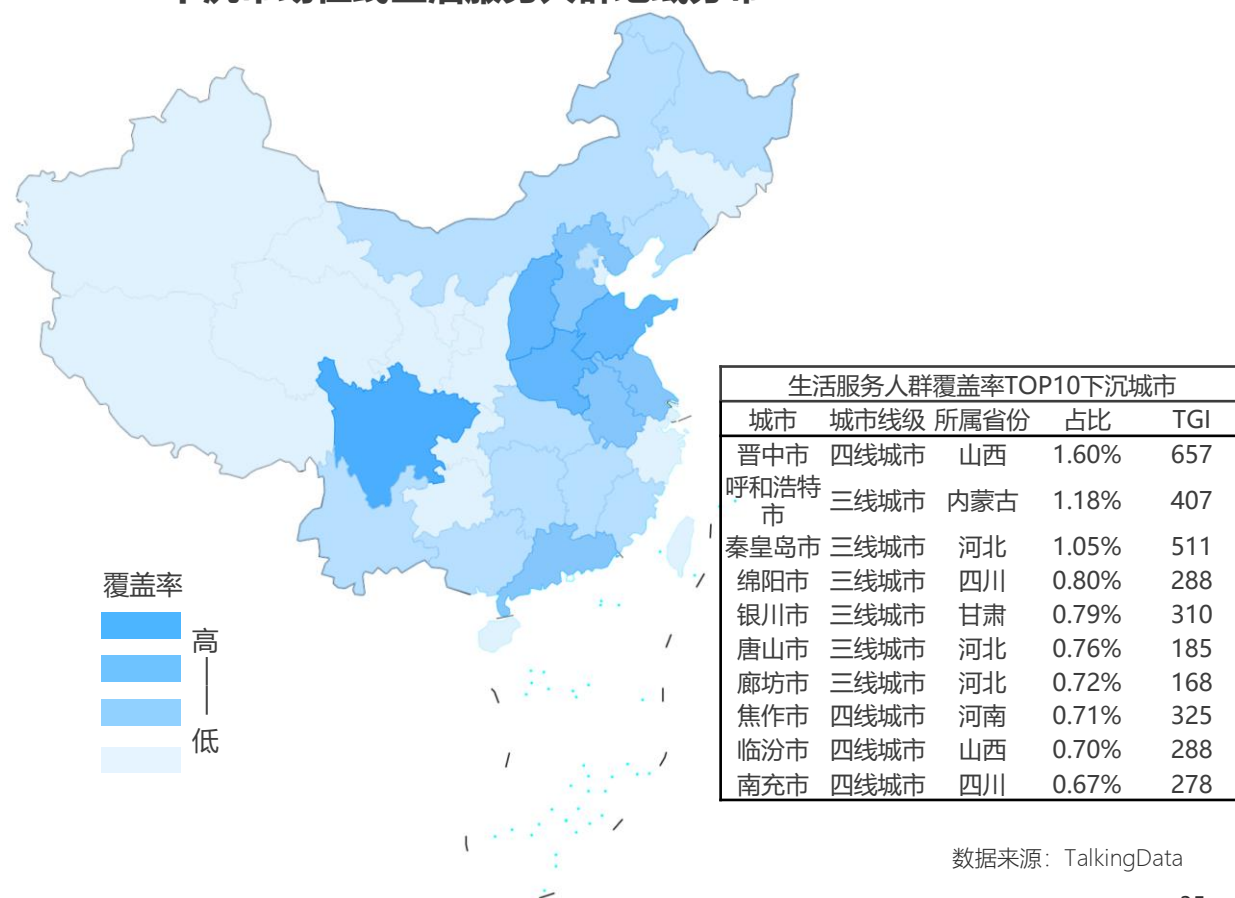 覆盖率
高
低
生活服务人群覆盖率TOP10下沉城市
城市 城市线级 所属省份 占比 TGI
晋中市 四线城市 山西 1.60% 657
呼和浩特
市 三线城市 内蒙古 1.18% 407
秦皇岛市 三线城市 河北 1.05% 511
绵阳市 三线城市 四川 0.80% 288
银川市 三线城市 甘肃 0.79% 310
唐山市 三线城市 河北 0.76% 185
廊坊市 三线城市 河北 0.72% 168
焦作市 四线城市 河南 0.71% 325
临汾市 四线城市 山西 0.70% 288
南充市 四线城市 四川 0.67% 278
数据来源：TalkingData